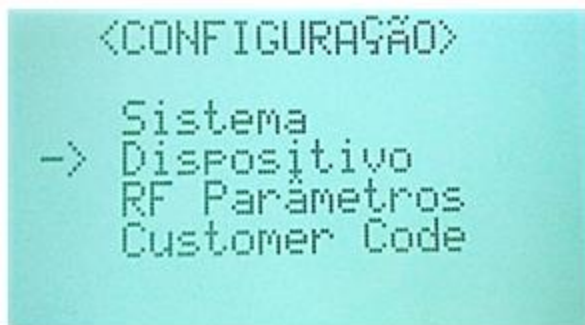 <CONFIGURAÇÃO>
Sistema
-> Dispositivo
RF Parâmetros
Customer Code